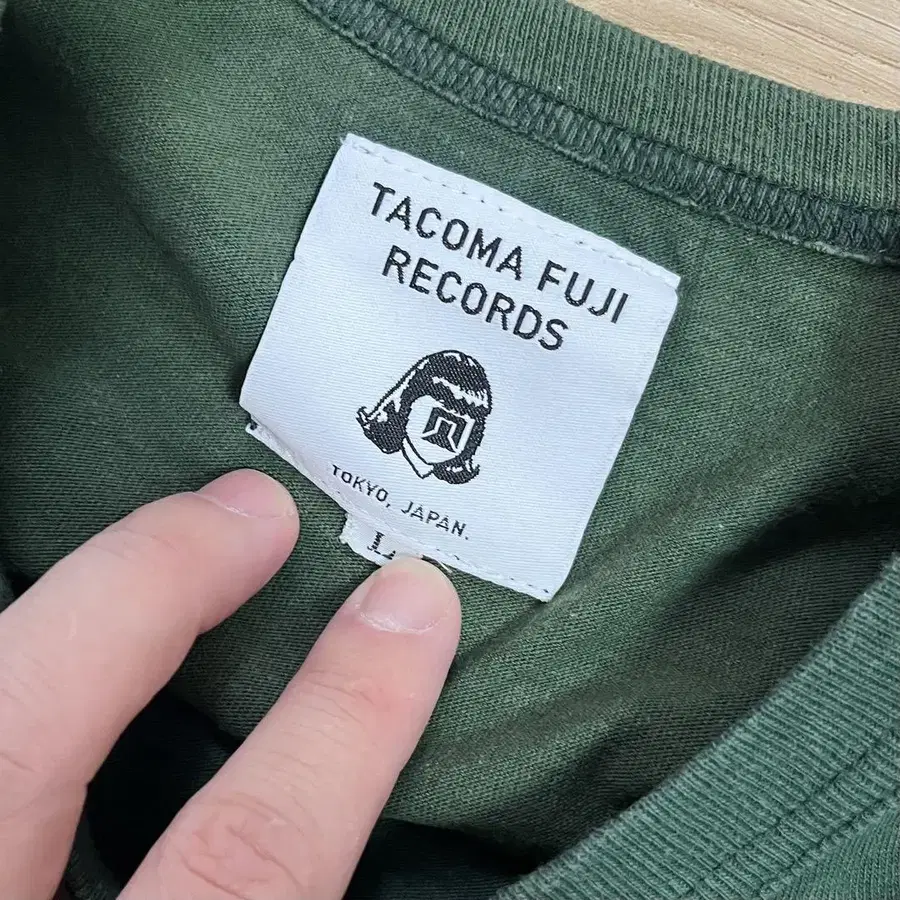 TACOMA FUJI
RECORDS
TOKYO, JAPAN.
L